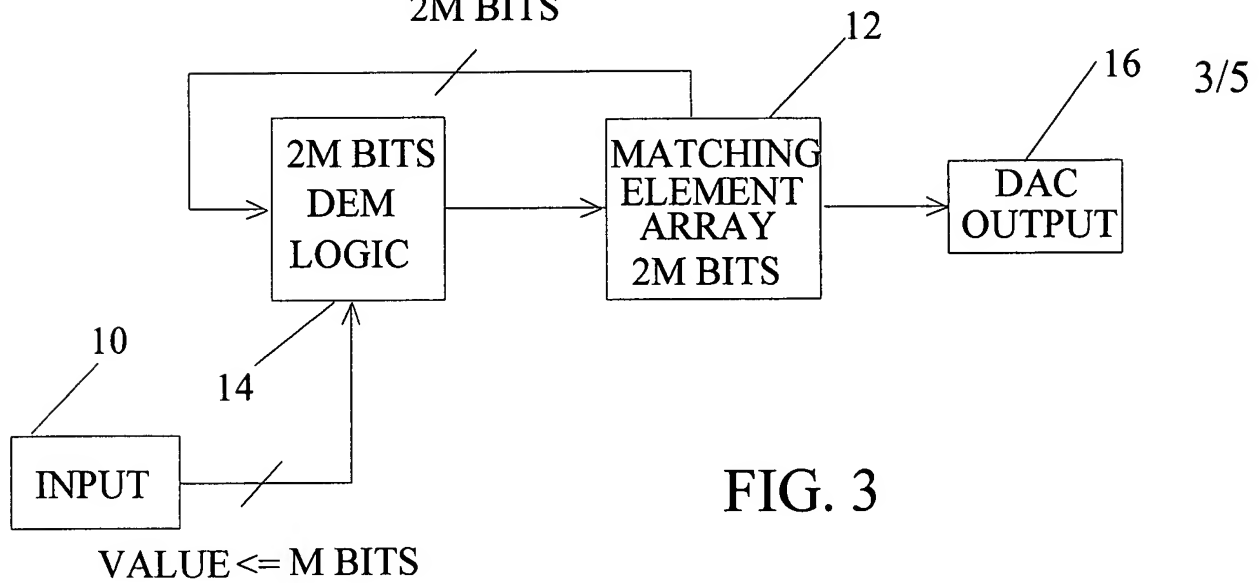 2M BITS
12
16
3/5
2M BITS
DEM
LOGIC
MATCHING
ELEMENT
ARRAY
2M BITS
DAC
OUTPUT
10
14
INPUT
FIG. 3
VALUE <= M BITS